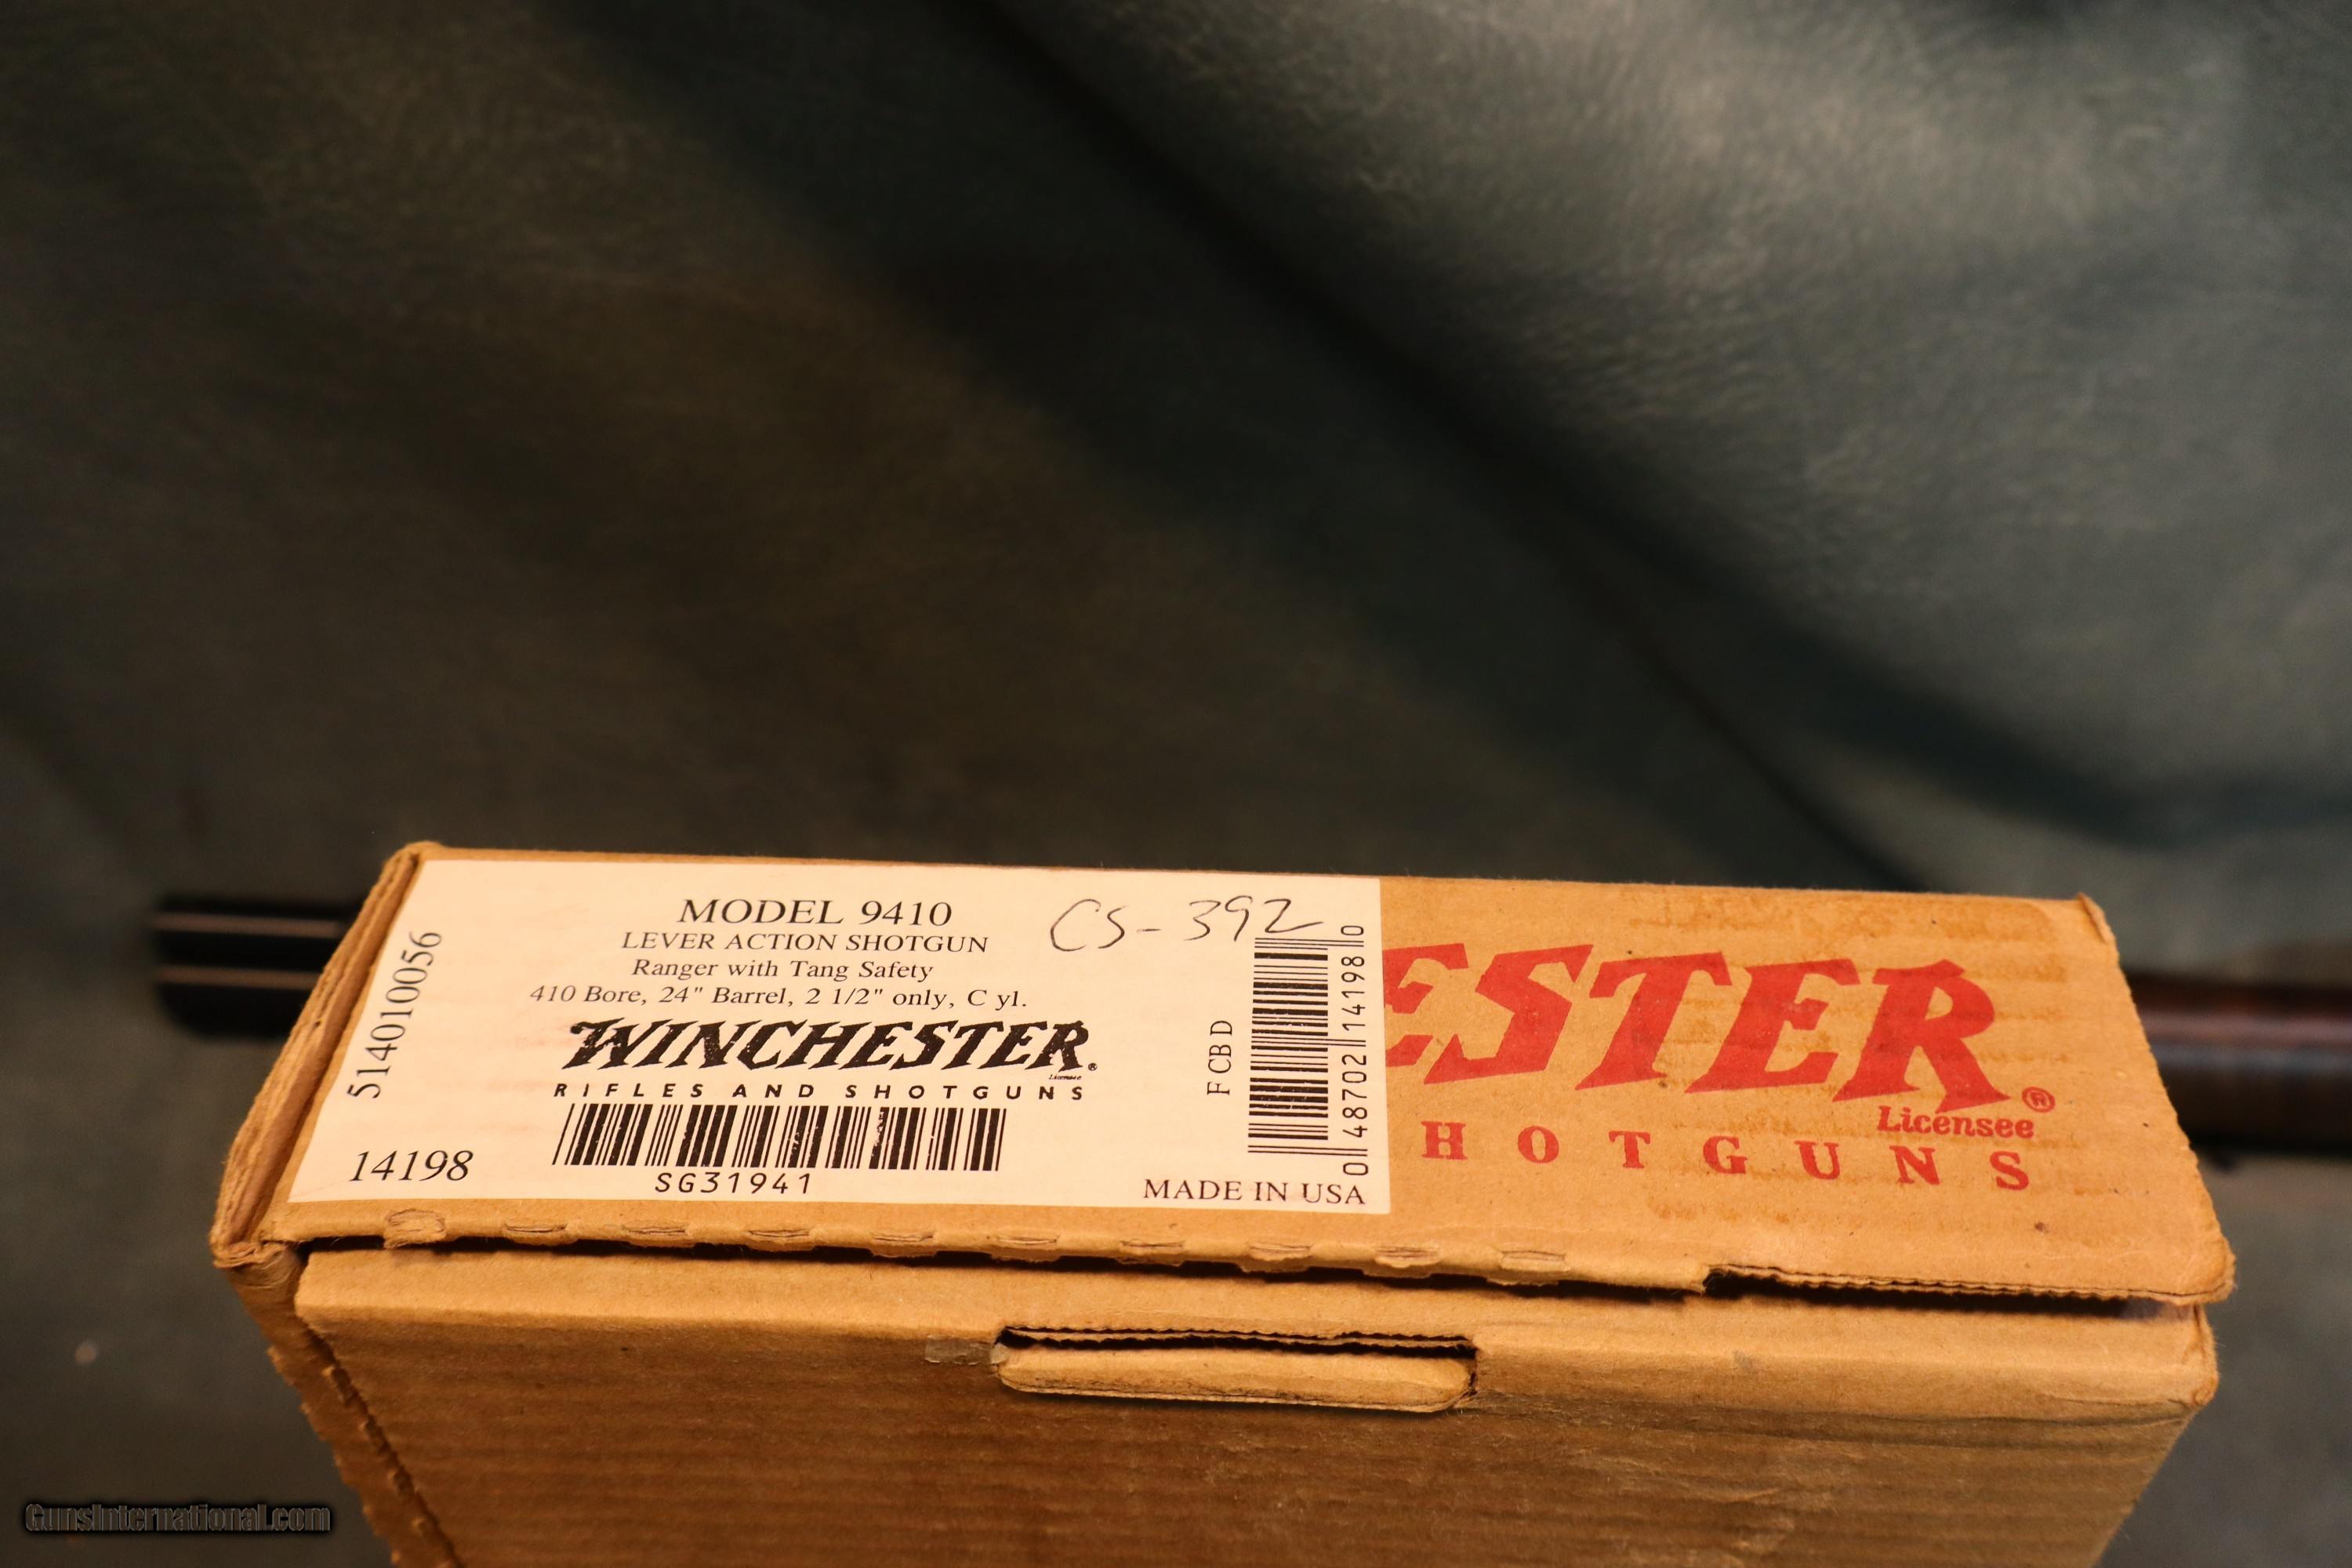 MODEL 9410
LEVER ACTION SHOTGUN
Ranger with Tang Safety
410 Bore, 24" Barrel, 2 1/2" only, C yl.
WINCHESTER®
Licensee
RIFLES AND SHOTGUNS
SG31941
514010056
14198
CS-392
F CB D
0 48702 14198 0
MADE IN USA
ESTER®
Licensee
HOTGUNS
GunsInternational.com